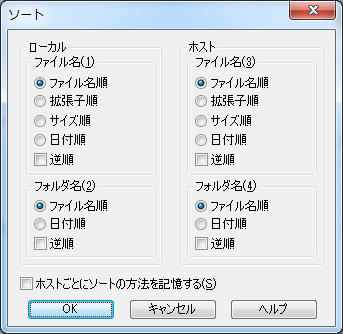 ソート
ローカル
ファイル名(1)
ファイル名順
拡張子順
サイズ順
日付順
逆順
フォルダ名(2)
ファイル名順
日付順
逆順
ホスト
ファイル名(3)
ファイル名順
拡張子順
サイズ順
日付順
逆順
フォルダ名(4)
ファイル名順
日付順
逆順
ホストごとにソートの方法を記憶する(S)
OK
キャンセル
ヘルプ